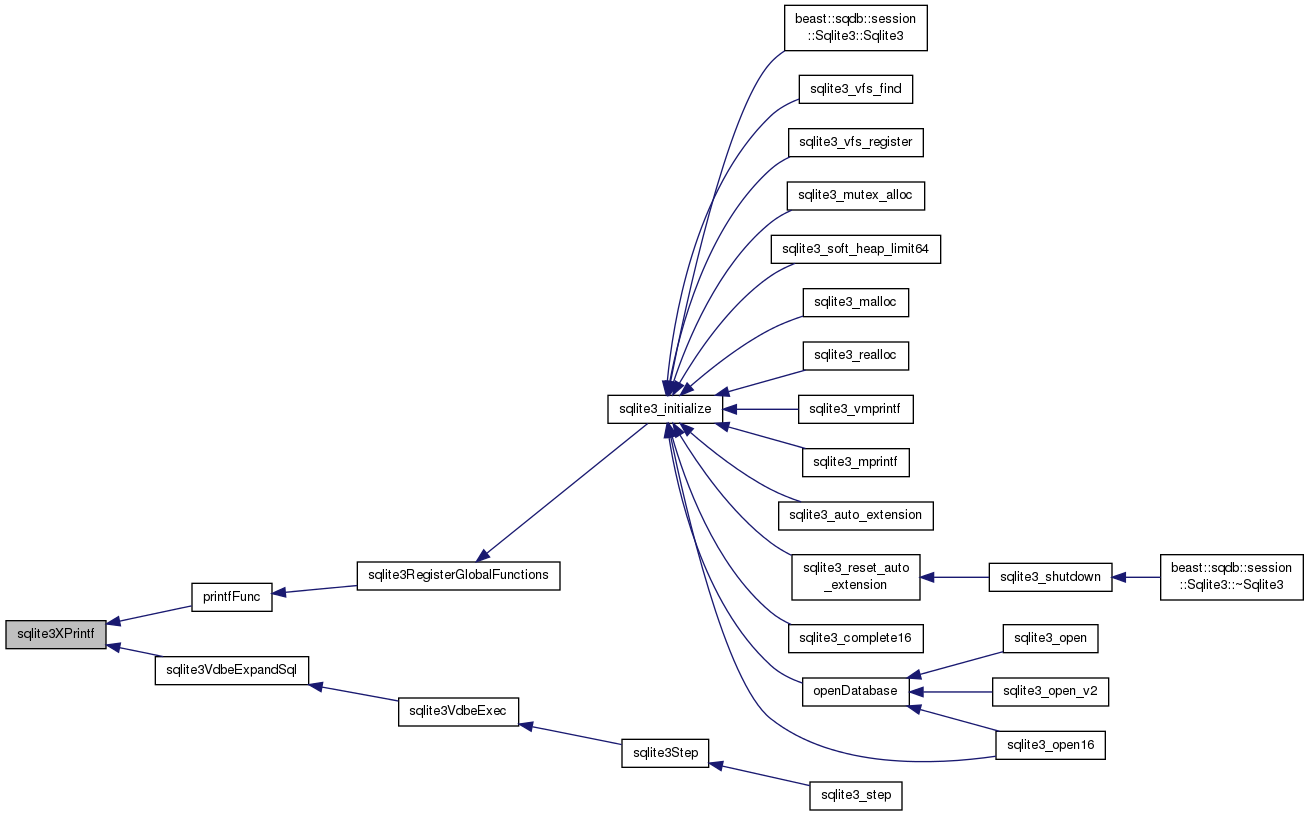 beast::sqdb::session
::Sqlite3::Sqlite3
sqlite3_vfs_find
sqlite3_vfs_register
sqlite3_mutex_alloc
sqlite3_soft_heap_limit64
sqlite3_malloc
sqlite3_realloc
sqlite3_initialize
sqlite3_vmprintf
sqlite3_mprintf
sqlite3_auto_extension
sqlite3_reset_auto
_extension
sqlite3_shutdown
beast::sqdb::session
::Sqlite3::~Sqlite3
sqlite3RegisterGlobalFunctions
printfFunc
sqlite3XPrintf
sqlite3_complete16
sqlite3_open
sqlite3VdbeExpandSql
openDatabase
sqlite3_open_v2
sqlite3VdbeExec
sqlite3_open16
sqlite3Step
sqlite3_step